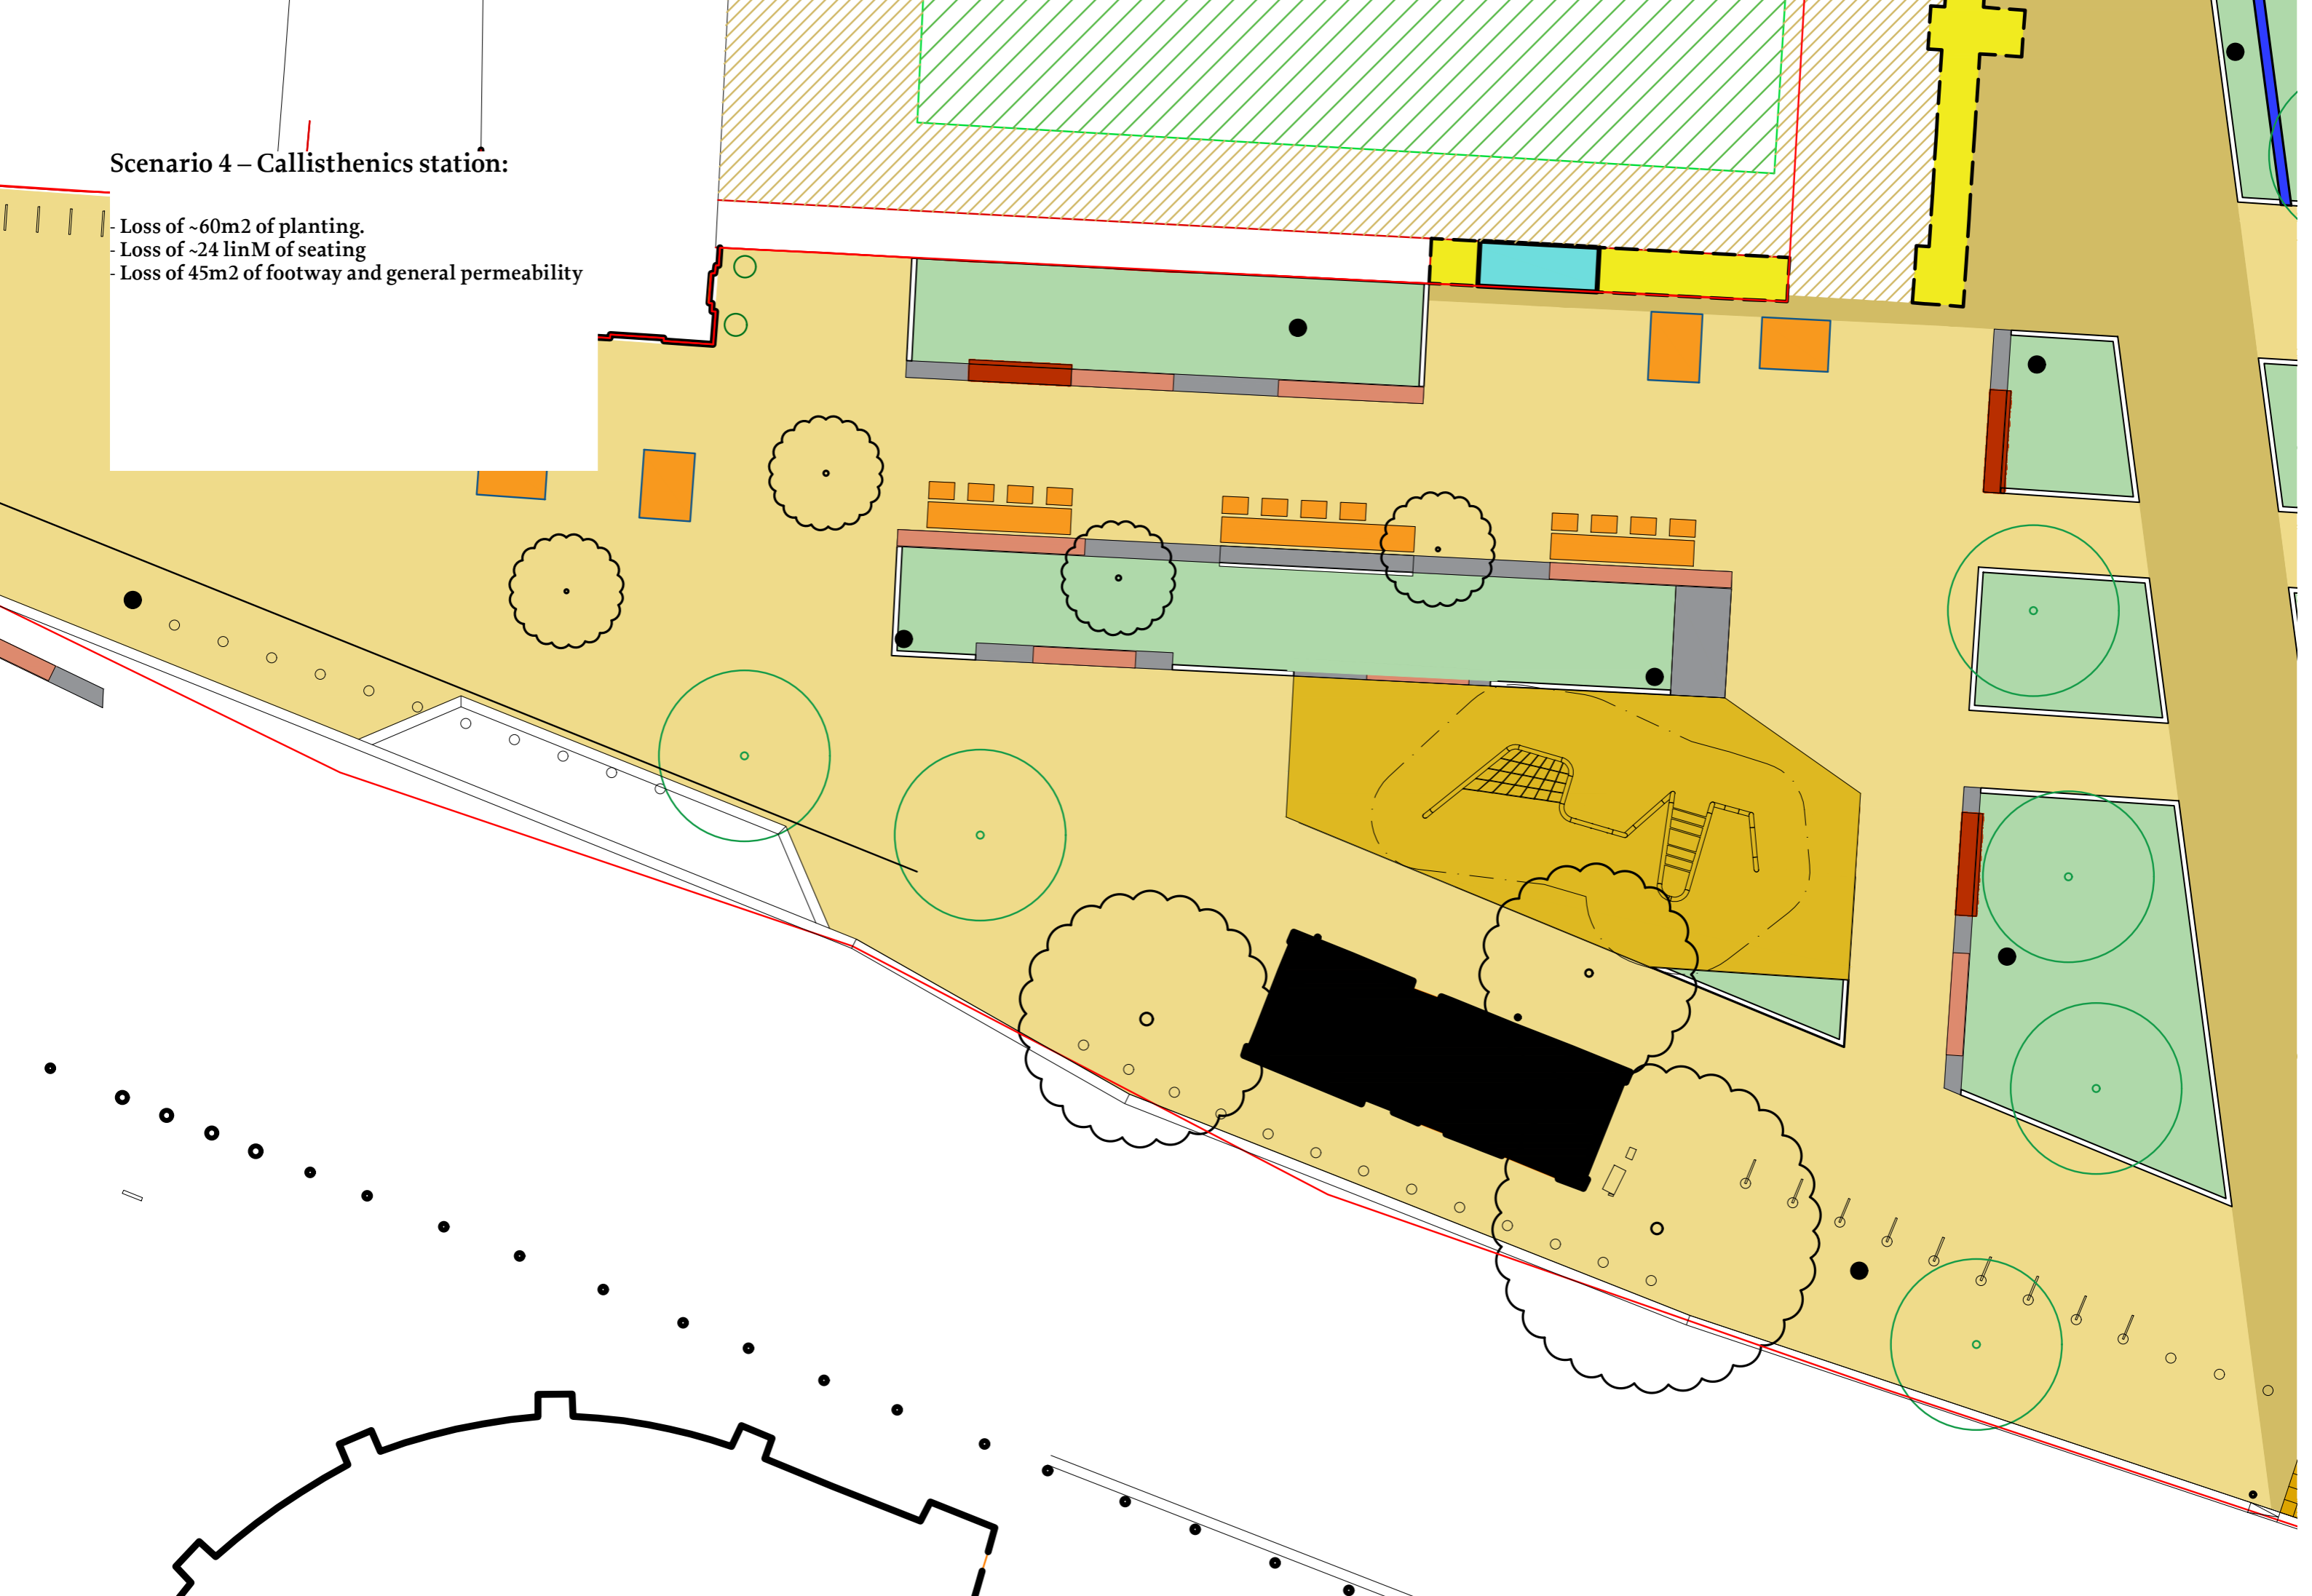 Scenario 4 – Callisthenics station:
- Loss of ~60m2 of planting.
- Loss of ~24 linM of seating
- Loss of 45m2 of footway and general permeability